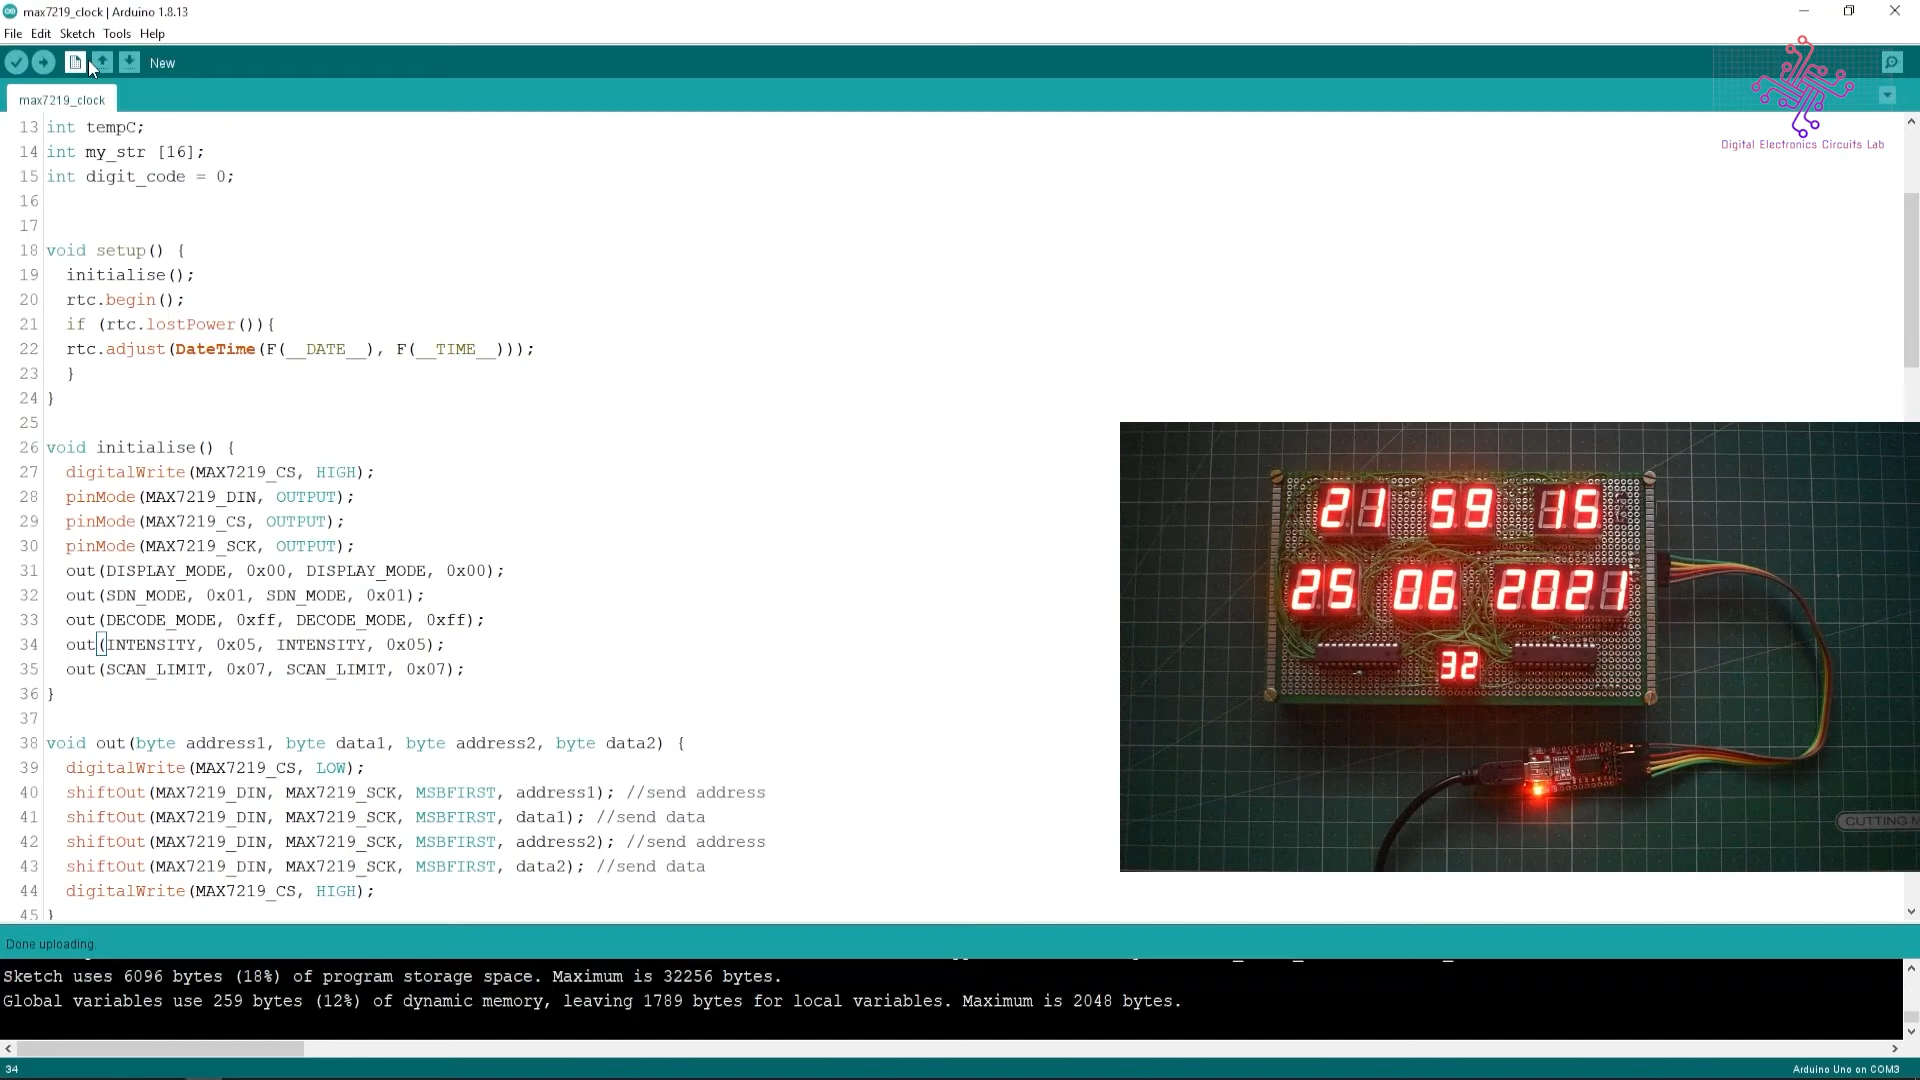 max7219_clock | Arduino 1.8.13
File Edit Sketch Tools Help
New
max7219_clock
Digital Electronics Circuits Lab
13 int tempC;
14 int my_str [16];
15 int digit_code = 0;
16
17
18 void setup() {
19 initialise();
20 rtc.begin();
21 if (rtc.lostPower()){
22 rtc.adjust(DateTime(F(__DATE__), F(__TIME__)));
23 }
24 }
25
26 void initialise() {
27 digitalWrite(MAX7219_CS, HIGH);
28 pinMode(MAX7219_DIN, OUTPUT);
29 pinMode(MAX7219_CS, OUTPUT);
30 pinMode(MAX7219_SCK, OUTPUT);
31 out(DISPLAY_MODE, 0x00, DISPLAY_MODE, 0x00);
32 out(SDN_MODE, 0x01, SDN_MODE, 0x01);
33 out(DECODE_MODE, 0xff, DECODE_MODE, 0xff);
34 out(INTENSITY, 0x05, INTENSITY, 0x05);
35 out(SCAN_LIMIT, 0x07, SCAN_LIMIT, 0x07);
36 }
37
38 void out(byte address1, byte data1, byte address2, byte data2) {
39 digitalWrite(MAX7219_CS, LOW);
40 shiftOut(MAX7219_DIN, MAX7219_SCK, MSBFIRST, address1); //send address
41 shiftOut(MAX7219_DIN, MAX7219_SCK, MSBFIRST, data1); //send data
42 shiftOut(MAX7219_DIN, MAX7219_SCK, MSBFIRST, address2); //send address
43 shiftOut(MAX7219_DIN, MAX7219_SCK, MSBFIRST, data2); //send data
44 digitalWrite(MAX7219_CS, HIGH);
45 }
21 59 15
25 06 2021
32
CUTTING
Done uploading.
Sketch uses 6096 bytes (18%) of program storage space. Maximum is 32256 bytes.
Global variables use 259 bytes (12%) of dynamic memory, leaving 1789 bytes for local variables. Maximum is 2048 bytes.
34
Arduino Uno on COM3